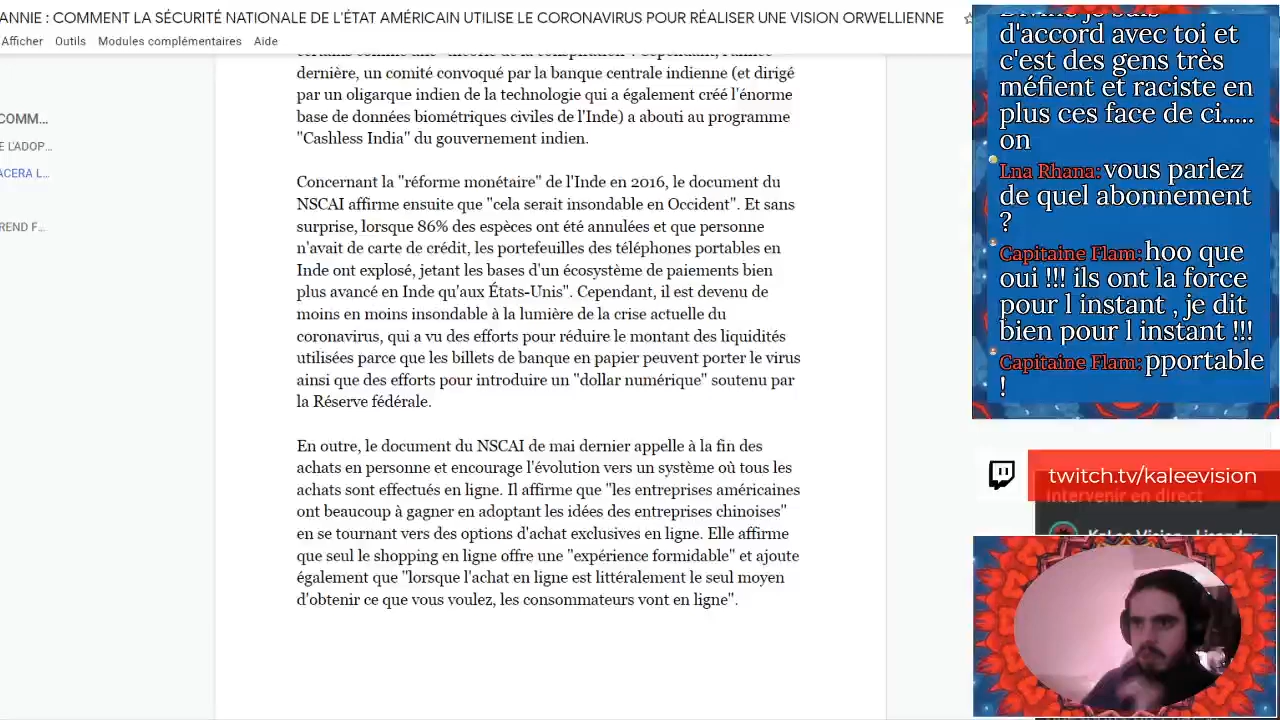 ANNIE : COMMENT LA SÉCURITÉ NATIONALE DE L'ÉTAT AMÉRICAIN UTILISE LE CORONAVIRUS POUR RÉALISER UNE VISION ORWELLIENNE
Afficher Outils Modules complémentaires Aide
COMM...
E L'ADOP...
ACERA L...
REND F...
dernière, un comité convoqué par la banque centrale indienne (et dirigé
par un oligarque indien de la technologie qui a également créé l'énorme
base de données biométriques civiles de l'Inde) a abouti au programme
"Cashless India" du gouvernement indien.
Concernant la "réforme monétaire" de l'Inde en 2016, le document du
NSCAI affirme ensuite que "cela serait insondable en Occident". Et sans
surprise, lorsque 86% des espèces ont été annulées et que personne
n'avait de carte de crédit, les portefeuilles des téléphones portables en
Inde ont explosé, jetant les bases d'un écosystème de paiements bien
plus avancé en Inde qu'aux États-Unis". Cependant, il est devenu de
moins en moins insondable à la lumière de la crise actuelle du
coronavirus, qui a vu des efforts pour réduire le montant des liquidités
utilisées parce que les billets de banque en papier peuvent porter le virus
ainsi que des efforts pour introduire un "dollar numérique" soutenu par
la Réserve fédérale.
En outre, le document du NSCAI de mai dernier appelle à la fin des
achats en personne et encourage l'évolution vers un système où tous les
achats sont effectués en ligne. Il affirme que "les entreprises américaines
ont beaucoup à gagner en adoptant les idées des entreprises chinoises"
en se tournant vers des options d'achat exclusives en ligne. Elle affirme
que seul le shopping en ligne offre une "expérience formidable" et ajoute
également que "lorsque l'achat en ligne est littéralement le seul moyen
d'obtenir ce que vous voulez, les consommateurs vont en ligne".
d'accord avec toi et
c'est des gens très
méfient et raciste en
plus ces face de ci.....
on
Lna Rhana: vous parlez
de quel abonnement
?
Capitaine Flam: hoo que
oui !!! ils ont la force
pour l instant , je dit
bien pour l instant !!!
Capitaine Flam: pportable
!
twitch.tv/kaleevision
Intervenir en direct